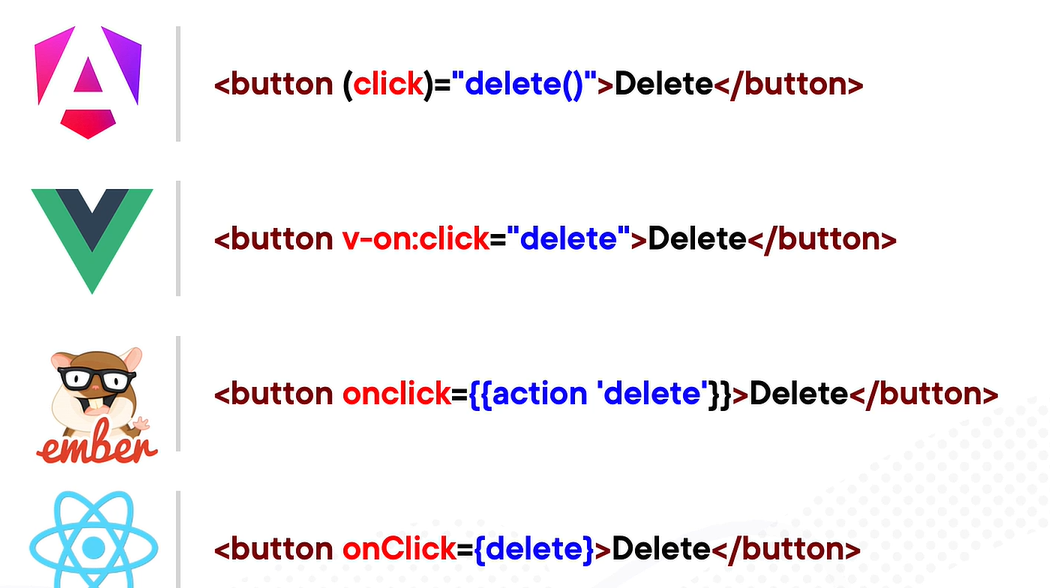 <button (click)="delete()">Delete</button>
<button v-on:click="delete">Delete</button>
ember
<button onclick={{action 'delete'}}>Delete</button>
<button onClick={delete}>Delete</button>